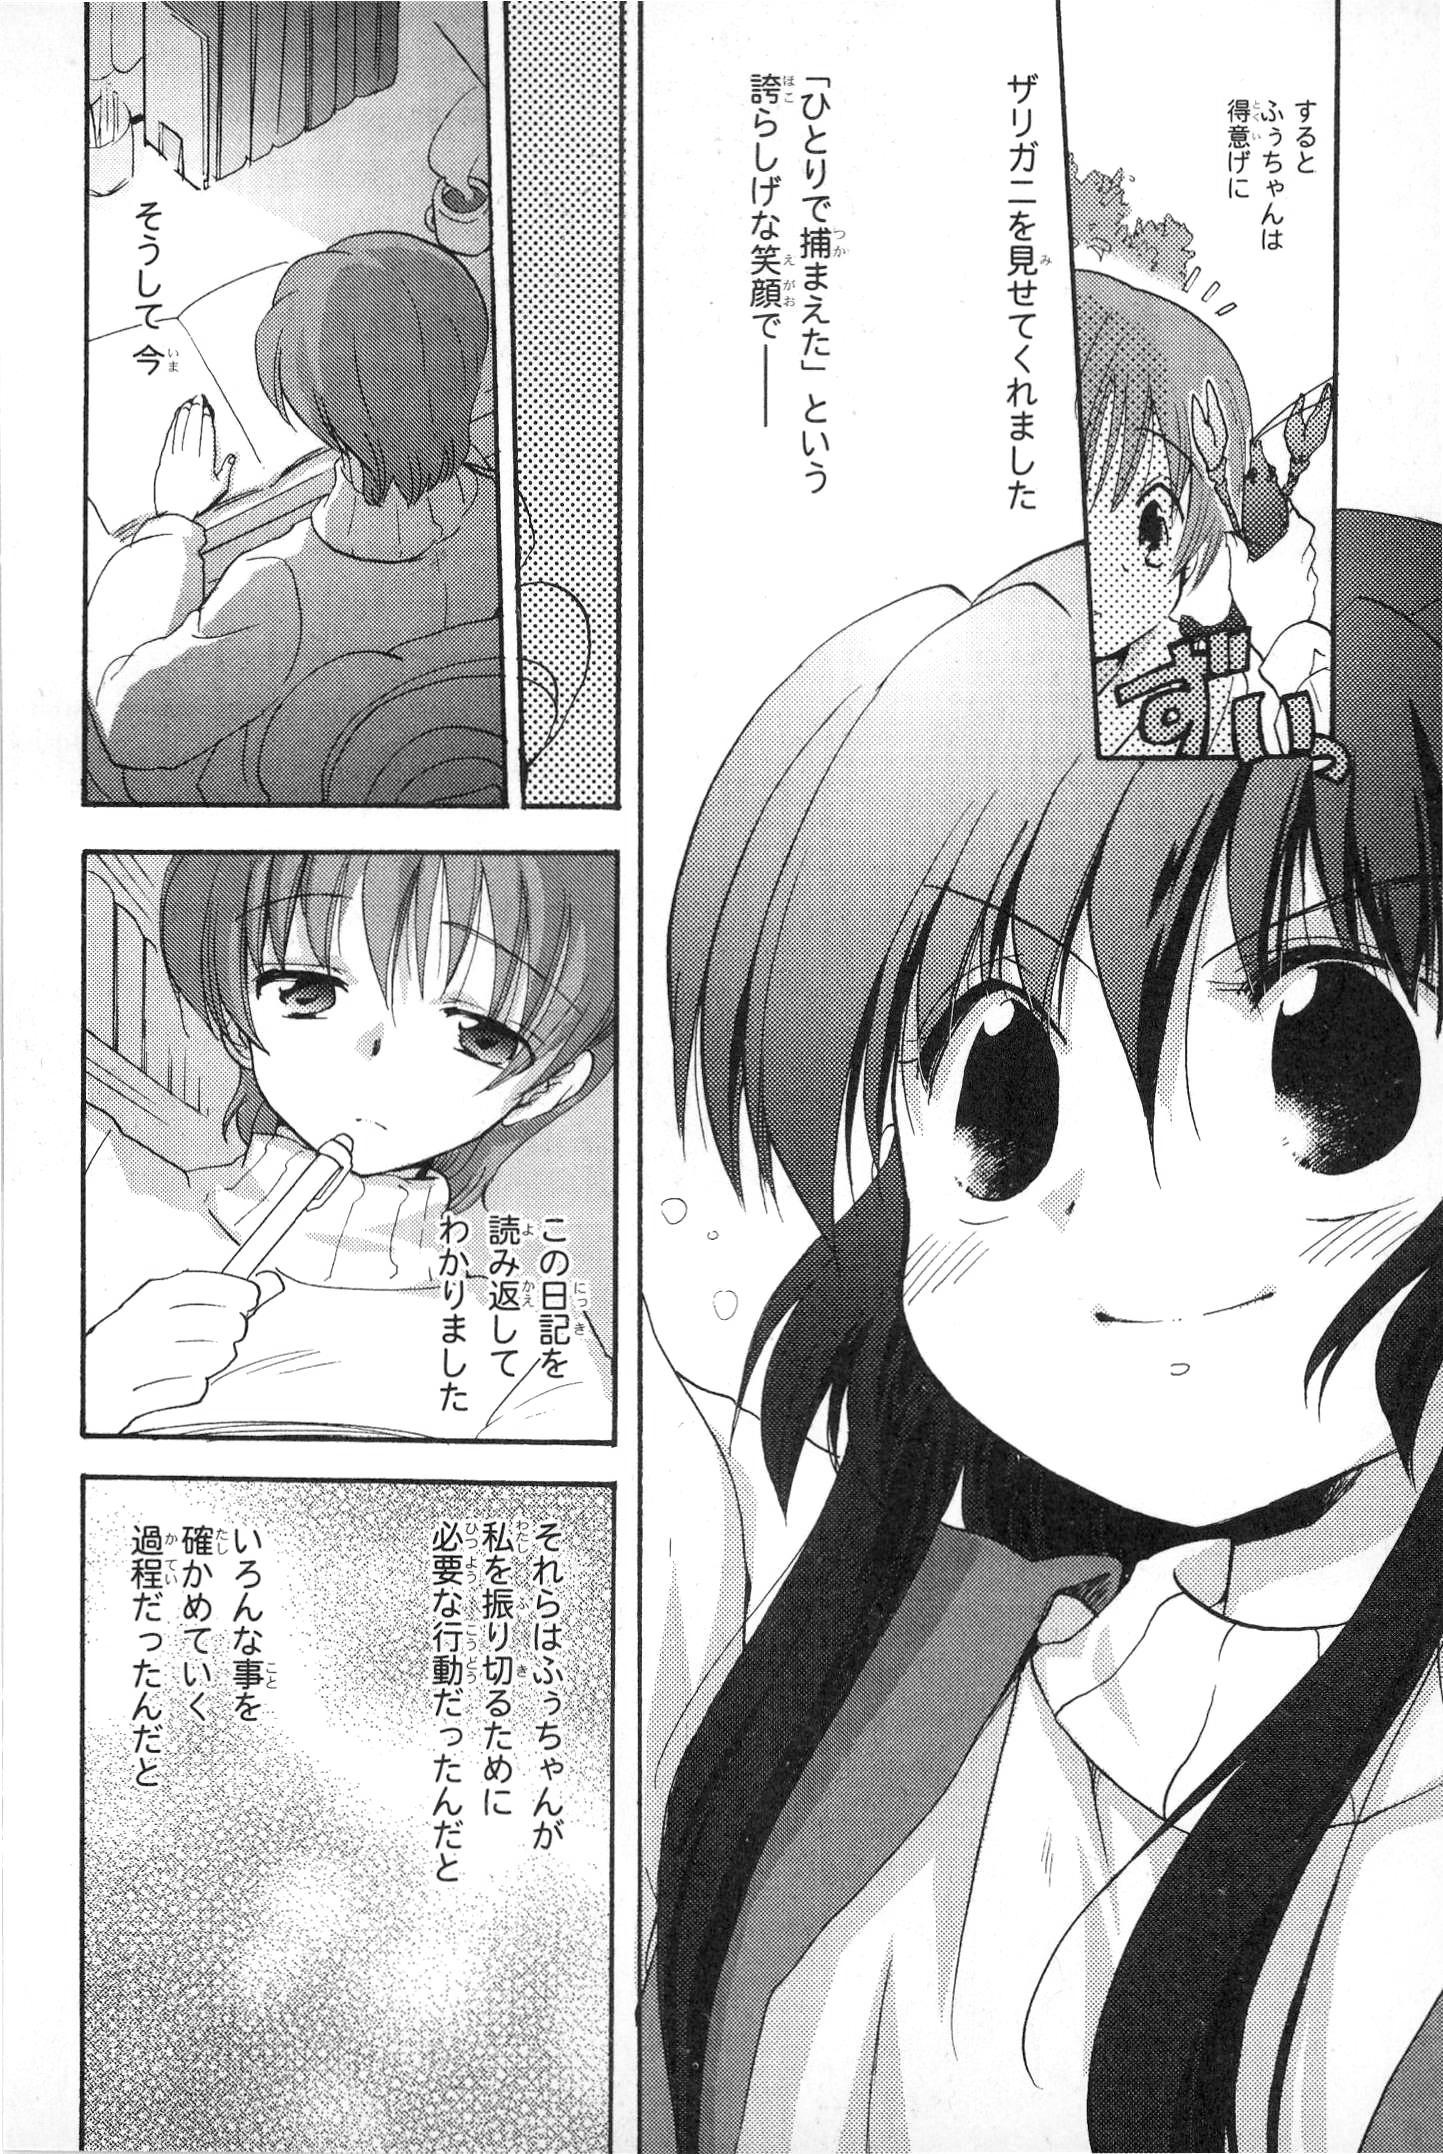 すると
ふぅちゃんは
得意げに
ザリガニを見せてくれました
ずいっ
「ひとりで捕まえた」という
誇らしげな笑顔で――
そうして 今
この日記を
読み返して
わかりました
それらはふぅちゃんが
私を振り切るために
必要な行動だったんだと
いろんな事を
確かめていく
過程だったんだと